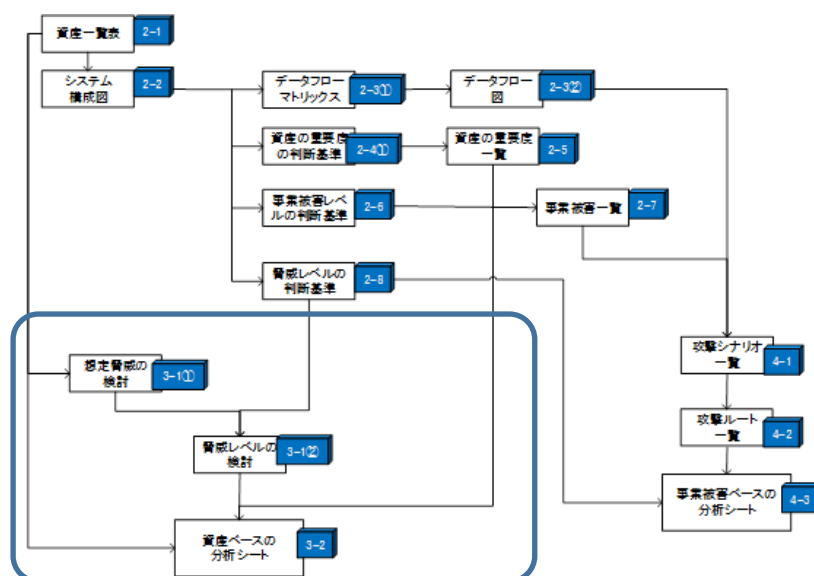 資産一覧表
2-1
システム
構成図
2-2
データフロー
マトリックス
2-3①
データフロー
図
2-3②
資産の重要度
の判断基準
2-4①
資産の重要度
一覧
2-5
事業被害レベ
ルの判断基準
2-6
事業被害一覧
2-7
脅威レベルの
判断基準
2-8
想定脅威の検
討
3-1①
攻撃シナリオ
一覧
4-1
脅威レベルの
検討
3-1②
攻撃ルート
一覧
4-2
資産ベースの
分析シート
3-2
事業被害ベースの
分析シート
4-3